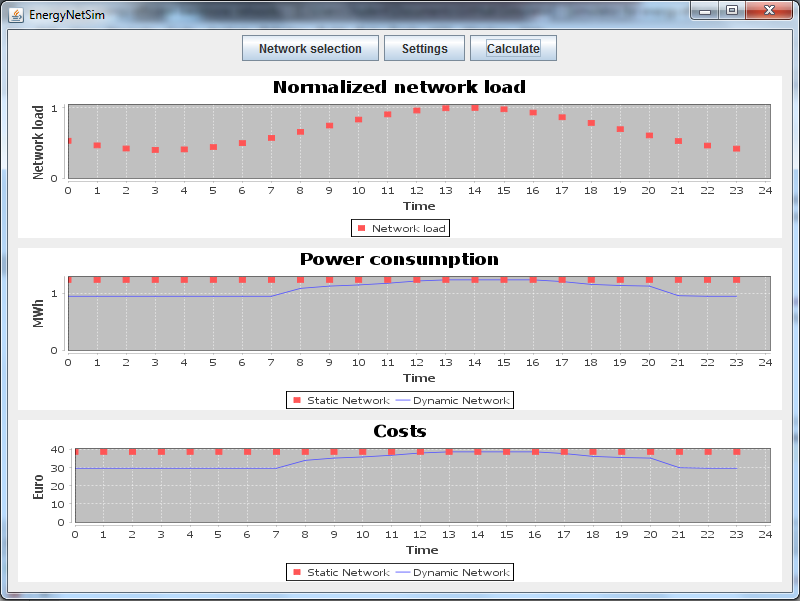 EnergyNetSim
Network selection Settings Calculate
Normalized network load
Network load
1
0
0 1 2 3 4 5 6 7 8 9 10 11 12 13 14 15 16 17 18 19 20 21 22 23 24
Time
Network load
Power consumption
MWh
1
0
0 1 2 3 4 5 6 7 8 9 10 11 12 13 14 15 16 17 18 19 20 21 22 23 24
Time
Static Network Dynamic Network
Costs
Euro
40
30
20
10
0
0 1 2 3 4 5 6 7 8 9 10 11 12 13 14 15 16 17 18 19 20 21 22 23 24
Time
Static Network Dynamic Network